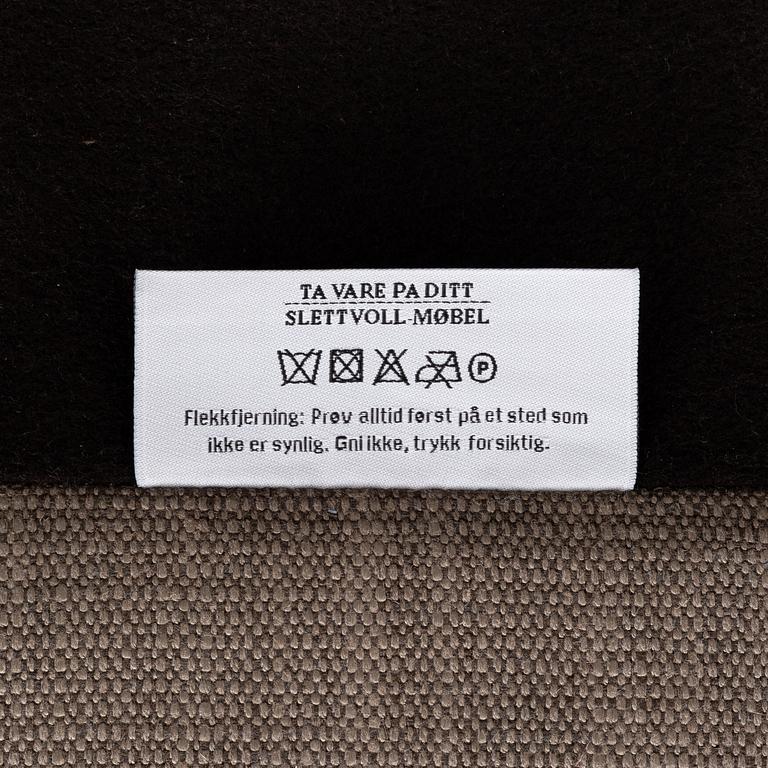 TA VARE PA DITT
SLETTVOLL-MØBEL
P
Flekkfjerning: Prøv alltid først på et sted som
ikke er synlig. Gni ikke, trykk forsiktig.